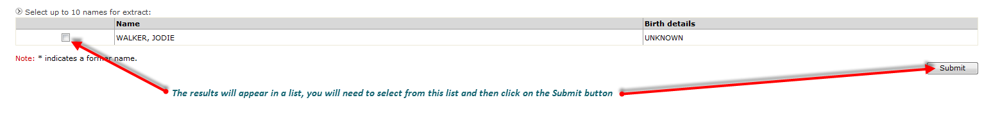 Select up to 10 names for extract:
Name Birth details
WALKER, JODIE UNKNOWN
Note: * indicates a former name.
Submit
The results will appear in a list, you will need to select from this list and then click on the Submit button